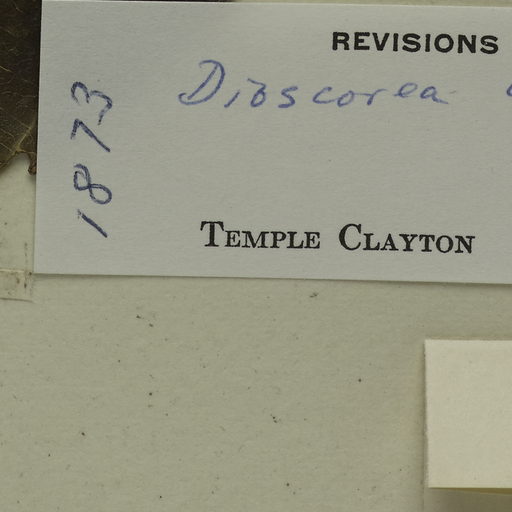 REVISIONS
Dioscorea
1873
TEMPLE CLAYTON